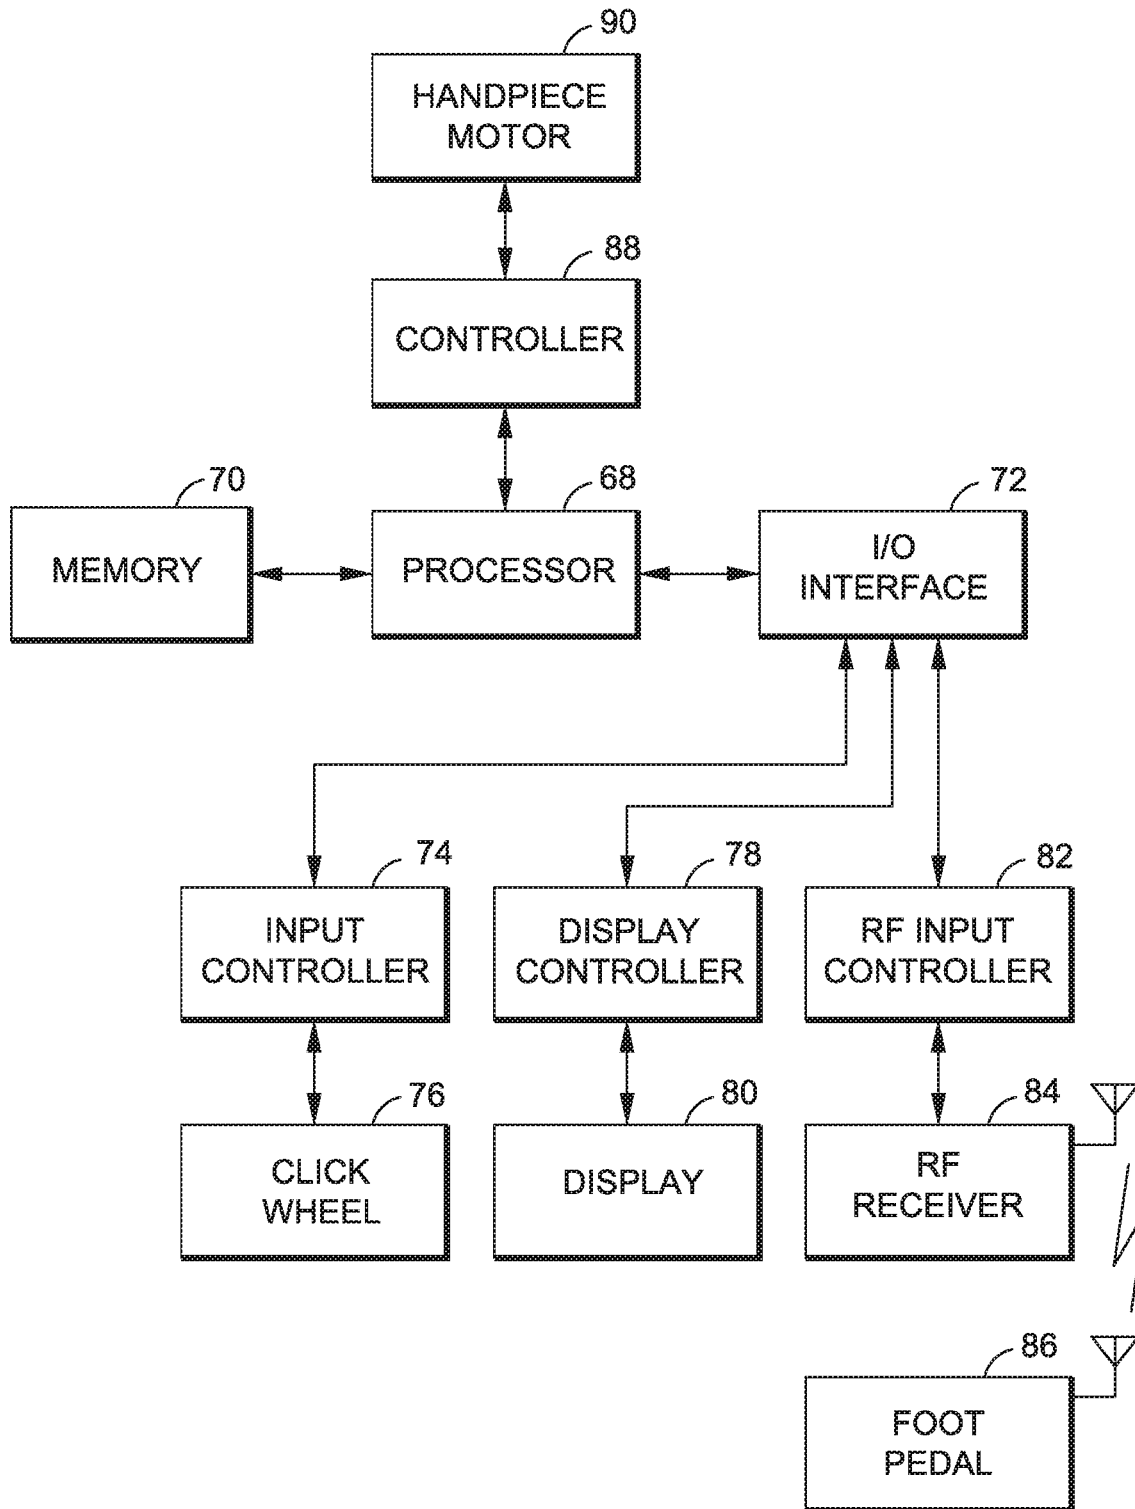 90
HANDPIECE
MOTOR
88
CONTROLLER
70
68
72
MEMORY
PROCESSOR
I/O
INTERFACE
74
78
82
INPUT
CONTROLLER
DISPLAY
CONTROLLER
RF INPUT
CONTROLLER
76
80
84
CLICK
WHEEL
DISPLAY
RF
RECEIVER
86
FOOT
PEDAL